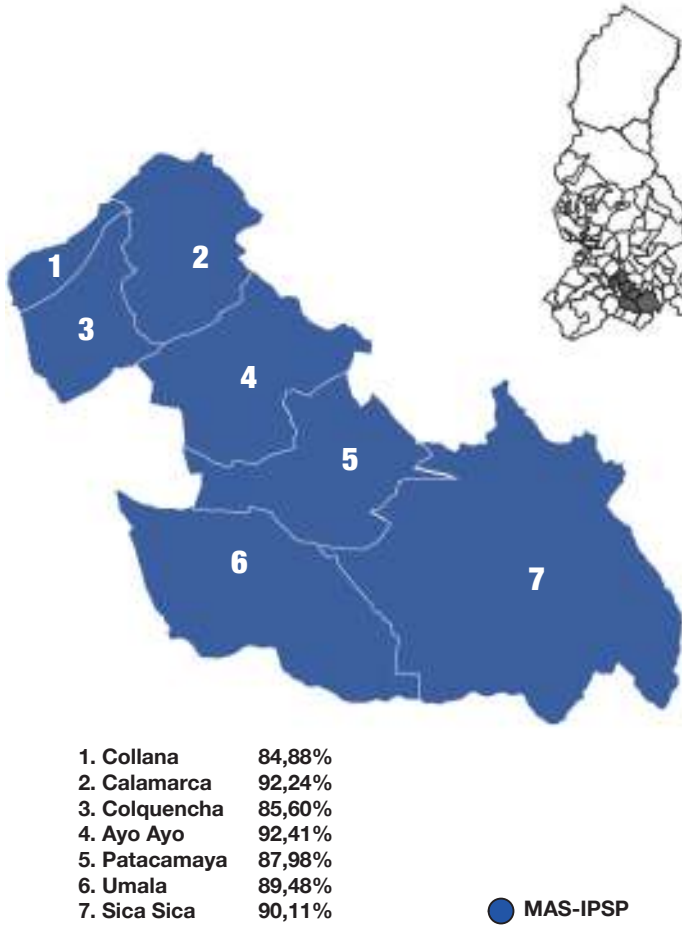 2
1
3
4
5
6
7
1. Collana 84,88%
2. Calamarca 92,24%
3. Colquencha 85,60%
4. Ayo Ayo 92,41%
5. Patacamaya 87,98%
6. Umala 89,48%
7. Sica Sica 90,11%
MAS-IPSP